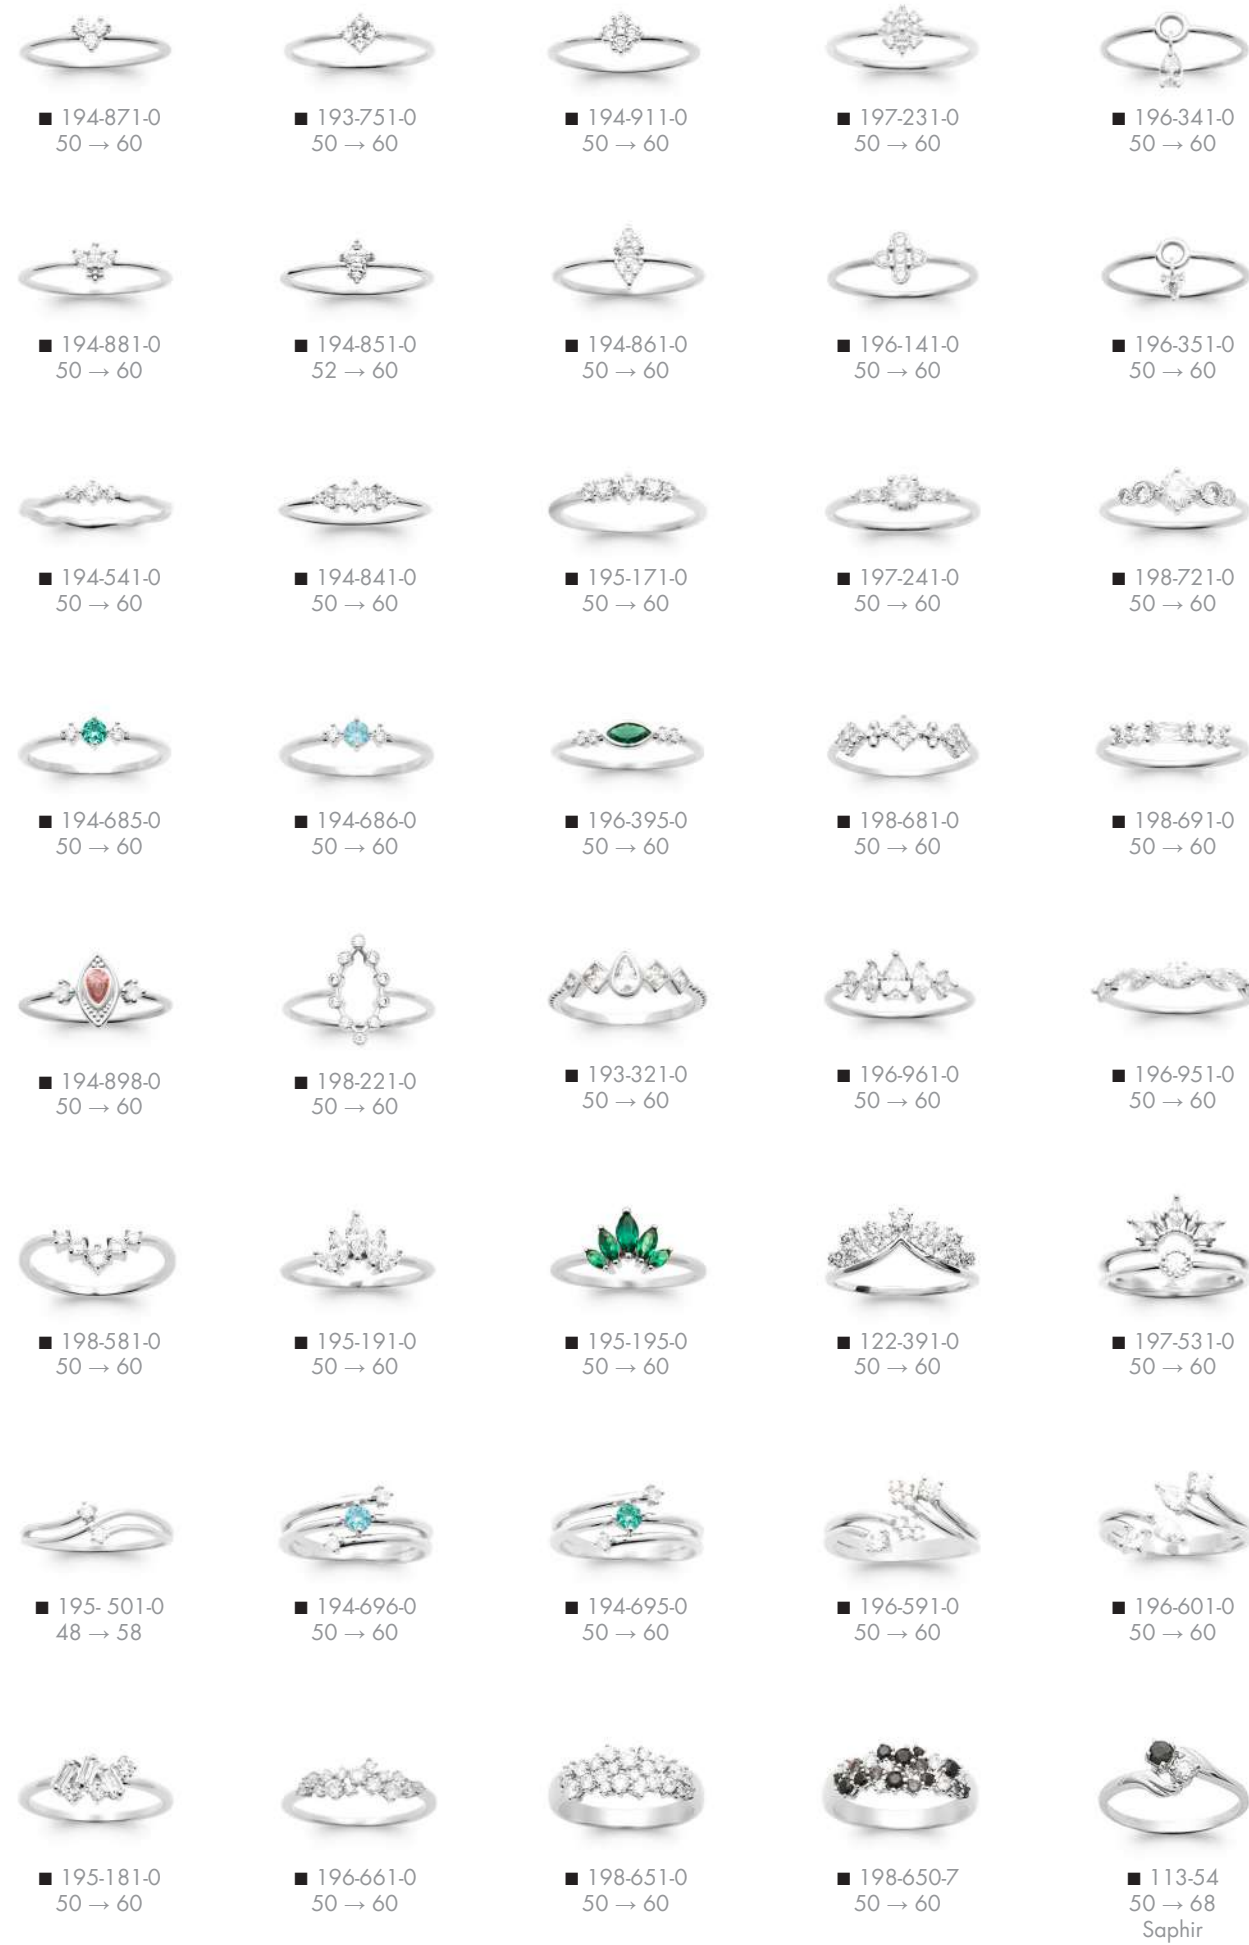 ■ 194-871-0
50 → 60
■ 193-751-0
50 → 60
■ 194-911-0
50 → 60
■ 197-231-0
50 → 60
■ 196-341-0
50 → 60
■ 194-881-0
50 → 60
■ 194-851-0
52 → 60
■ 194-861-0
50 → 60
■ 196-141-0
50 → 60
■ 196-351-0
50 → 60
■ 194-541-0
50 → 60
■ 194-841-0
50 → 60
■ 195-171-0
50 → 60
■ 197-241-0
50 → 60
■ 198-721-0
50 → 60
■ 194-685-0
50 → 60
■ 194-686-0
50 → 60
■ 196-395-0
50 → 60
■ 198-681-0
50 → 60
■ 198-691-0
50 → 60
■ 194-898-0
50 → 60
■ 198-221-0
50 → 60
■ 193-321-0
50 → 60
■ 196-961-0
50 → 60
■ 196-951-0
50 → 60
■ 198-581-0
50 → 60
■ 195-191-0
50 → 60
■ 195-195-0
50 → 60
■ 122-391-0
50 → 60
■ 197-531-0
50 → 60
■ 195- 501-0
48 → 58
■ 194-696-0
50 → 60
■ 194-695-0
50 → 60
■ 196-591-0
50 → 60
■ 196-601-0
50 → 60
■ 195-181-0
50 → 60
■ 196-661-0
50 → 60
■ 198-651-0
50 → 60
■ 198-650-7
50 → 60
■ 113-54
50 → 68
Saphir